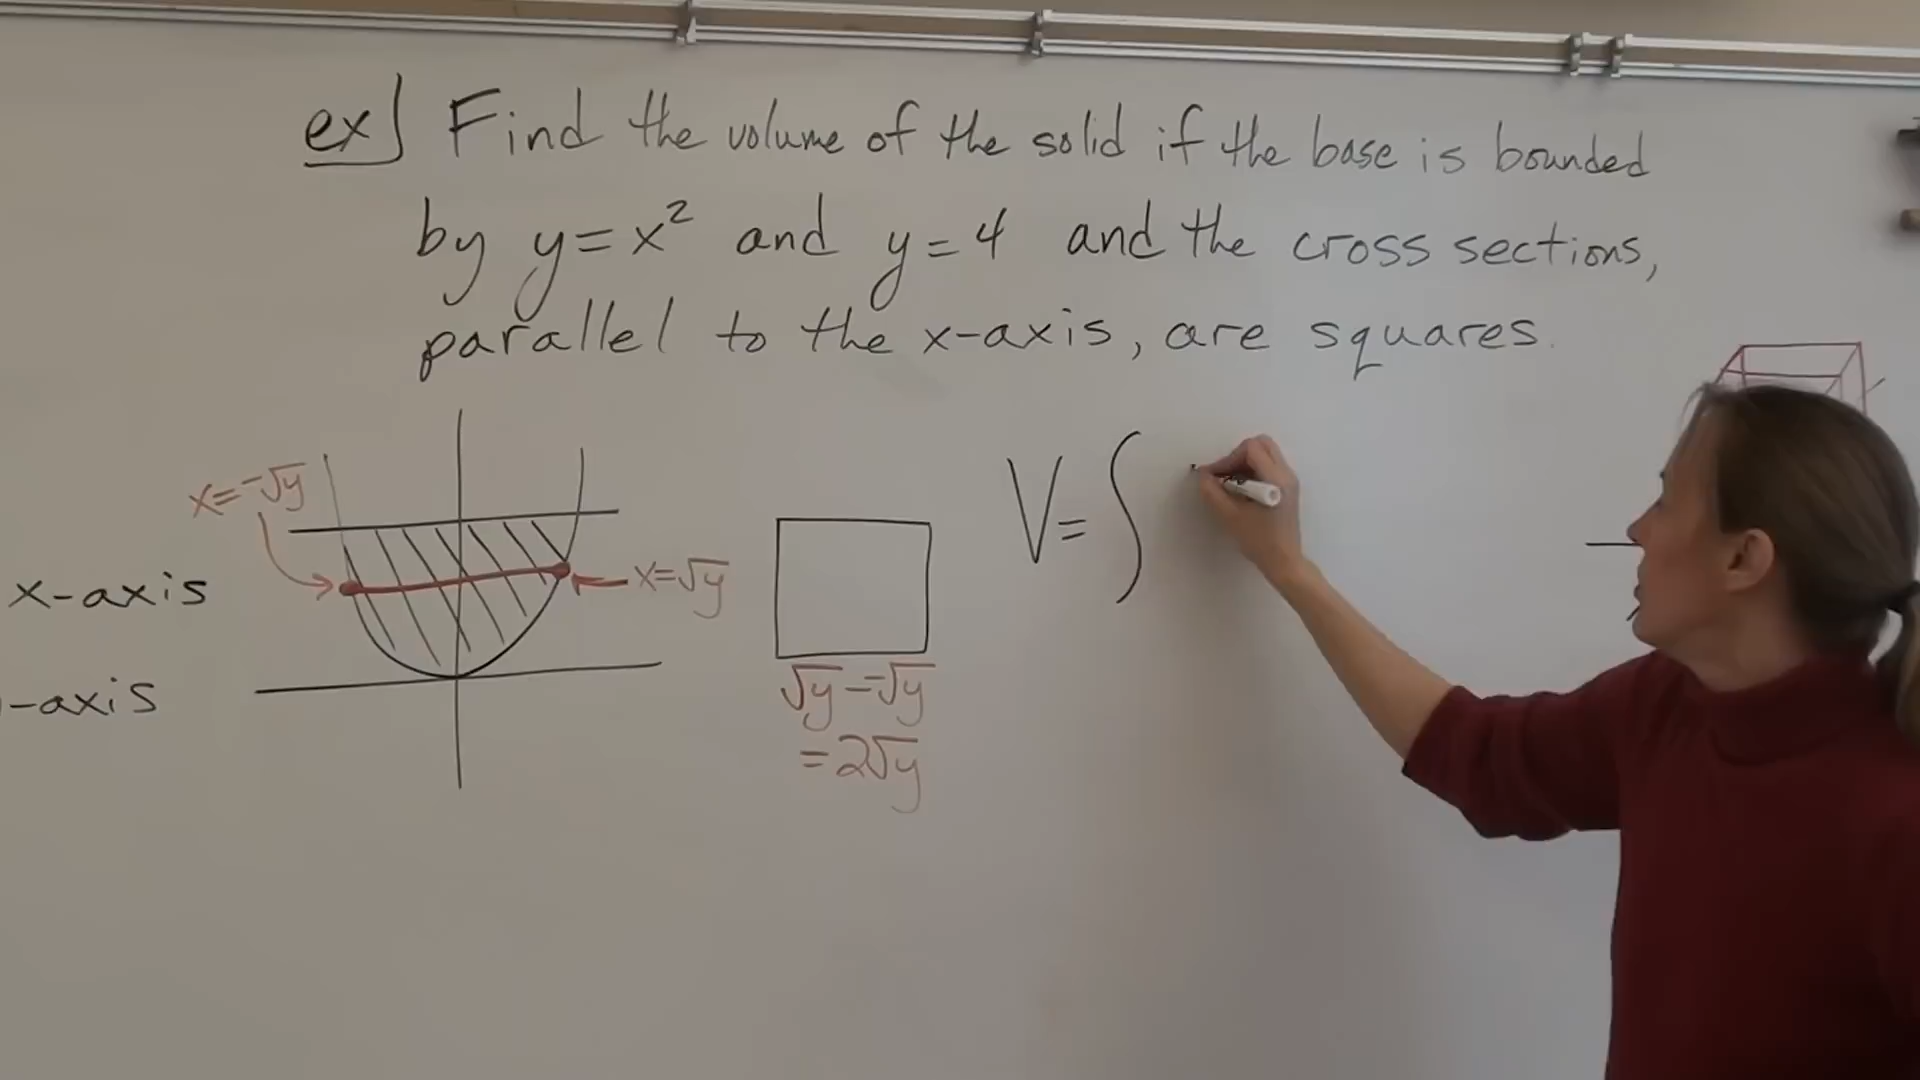 ex] Find the volume of the solid if the base is bounded
by y=x² and y=4 and the cross sections,
parallel to the x-axis, are squares.
x=-√y
x-axis
x=√y
-axis
√y--√y
=2√y
V=∫